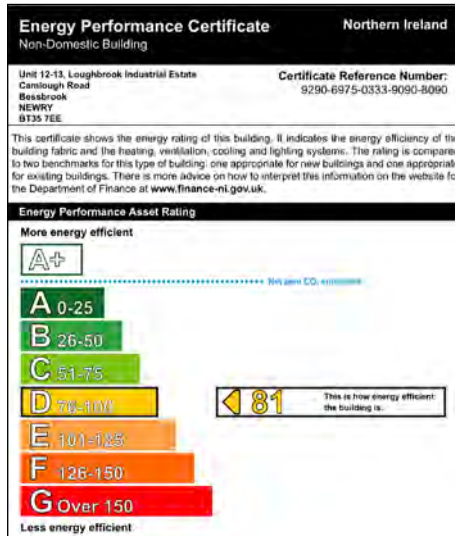 Energy Performance Certificate
Northern Ireland
Non-Domestic Building
Unit 12-13, Loughbrook Industrial Estate
Camlough Road
Bessbrook
NEWRY
BT35 7EE
Certificate Reference Number:
9290-6975-0333-9090-8090
This certificate shows the energy rating of this building. It indicates the energy efficiency of the
building fabric and the heating, ventilation, cooling and lighting systems. The rating is compared
to two benchmarks for this type of building: one appropriate for new buildings and one appropriate
for existing buildings. There is more advice on how to interpret this information on the website fo
the Department of Finance at www.finance-ni.gov.uk.
Energy Performance Asset Rating
More energy efficient
A+
Net zero CO₂ emissions
A 0-25
B 26-50
C 51-75
D 76-100
81
This is how energy efficient
the building is.
E 101-125
F 126-150
G Over 150
Less energy efficient